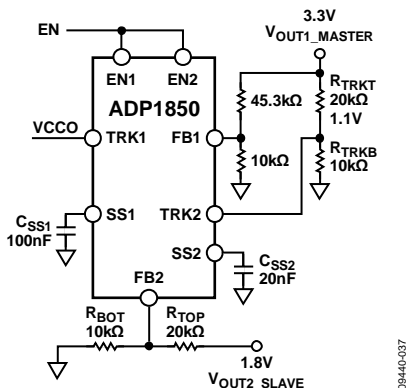 3.3V
EN
VOUT1_MASTER
EN1
EN2
RTRKT
20kΩ
1.1V
45.3kΩ
ADP1850
VCCO
TRK1
FB1
RTRKB
10kΩ
10kΩ
CSS1
100nF
SS1
TRK2
SS2
CSS2
20nF
FB2
RBOT
10kΩ
RTOP
20kΩ
1.8V
VOUT2_SLAVE
09440-037